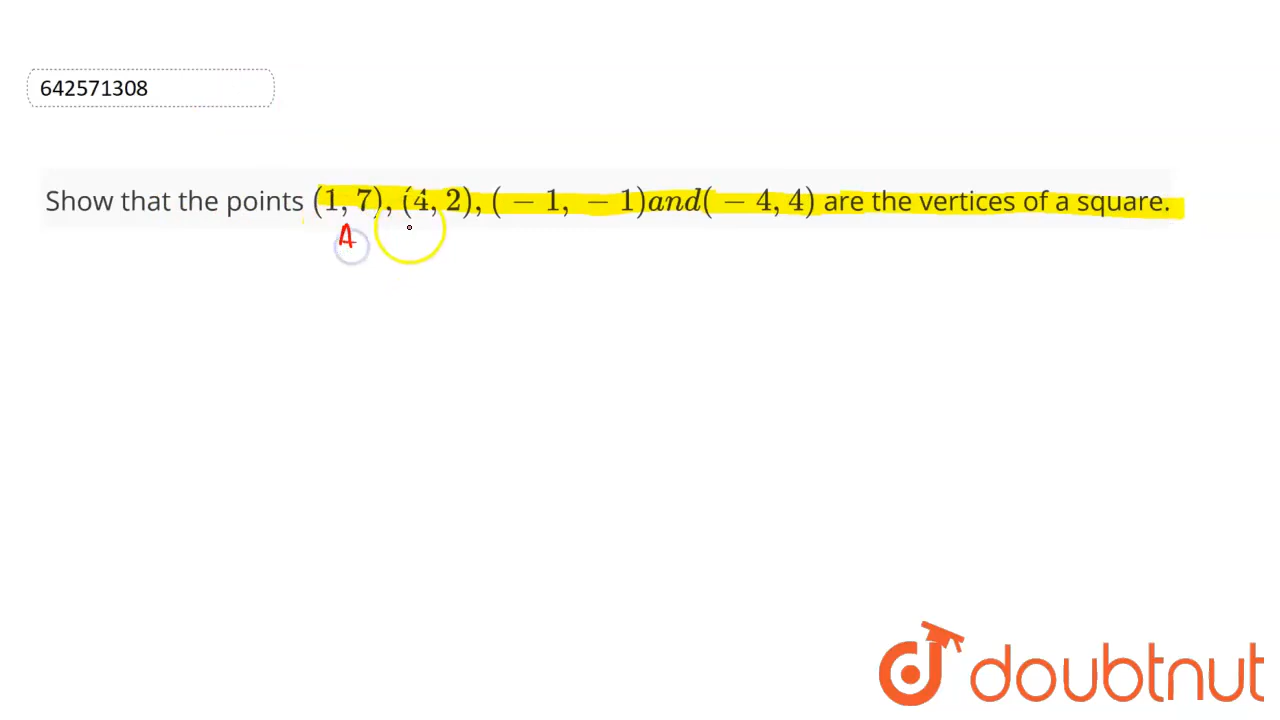 642571308
Show that the points (1, 7), (4, 2), ( − 1, − 1)and( − 4, 4) are the vertices of a square.
A
doubtnut